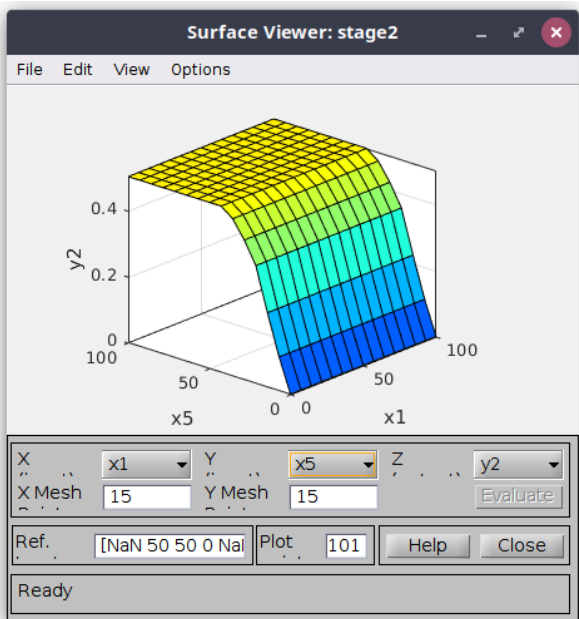 Surface Viewer: stage2
File Edit View Options
0.4
0.2
0
y2
100
50
0
x5
0
50
100
x1
X x1 Y x5 Z y2
X Mesh 15 Y Mesh 15 Evaluate
Ref. [NaN 50 50 0 Nal Plot 101 Help Close
Ready